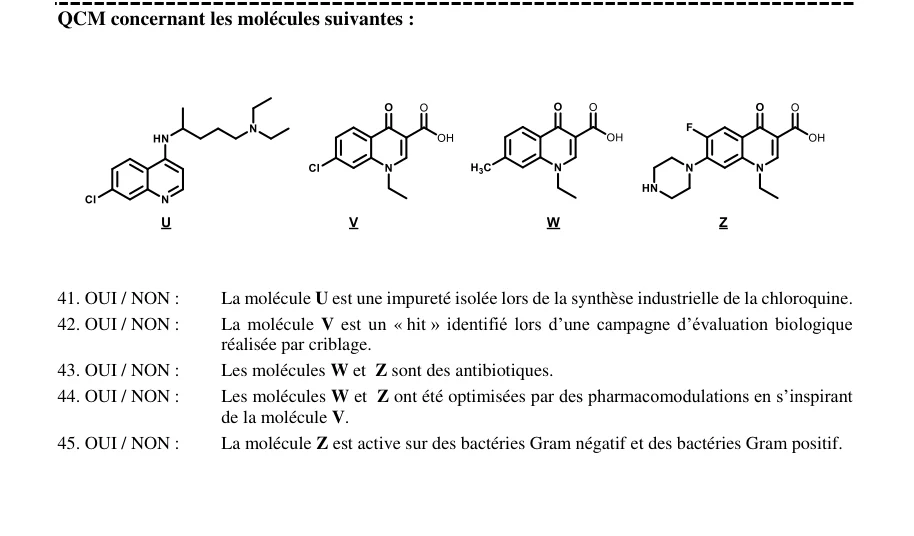 QCM concernant les molécules suivantes :
O O
HN N OH
Cl N Cl N
U V
O O
OH
H3C N
W
O O
F OH
N N
HN
Z
41. OUI / NON : La molécule U est une impureté isolée lors de la synthèse industrielle de la chloroquine.
42. OUI / NON : La molécule V est un « hit » identifié lors d’une campagne d’évaluation biologique
réalisée par criblage.
43. OUI / NON : Les molécules W et Z sont des antibiotiques.
44. OUI / NON : Les molécules W et Z ont été optimisées par des pharmacomodulations en s’inspirant
de la molécule V.
45. OUI / NON : La molécule Z est active sur des bactéries Gram négatif et des bactéries Gram positif.